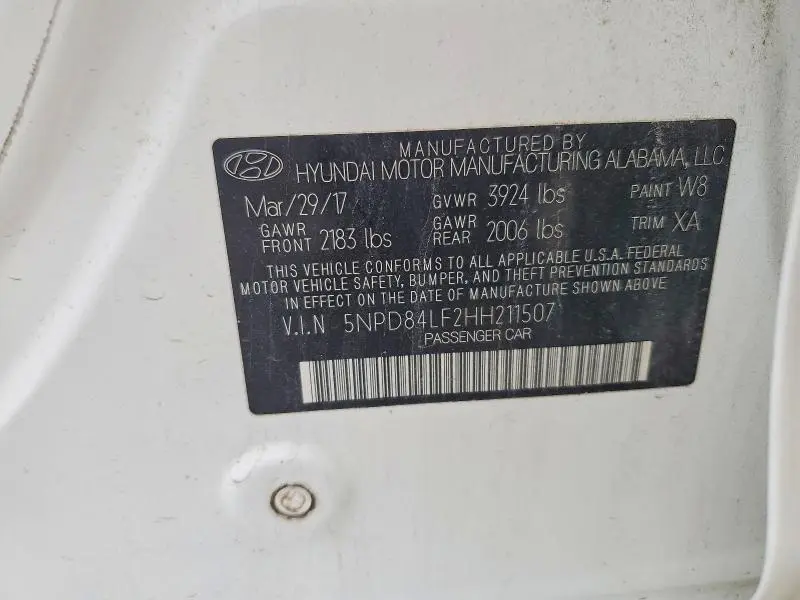 MANUFACTURED BY
HYUNDAI MOTOR MANUFACTURING ALABAMA, LLC
Mar/29/17 GVWR 3924 lbs PAINT W8
GAWR FRONT 2183 lbs GAWR REAR 2006 lbs TRIM XA
THIS VEHICLE CONFORMS TO ALL APPLICABLE U.S.A. FEDERAL
MOTOR VEHICLE SAFETY, BUMPER, AND THEFT PREVENTION STANDARDS
IN EFFECT ON THE DATE OF MANUFACTURE SHOWN ABOVE
V.I.N 5NPD84LF2HH211507
PASSENGER CAR